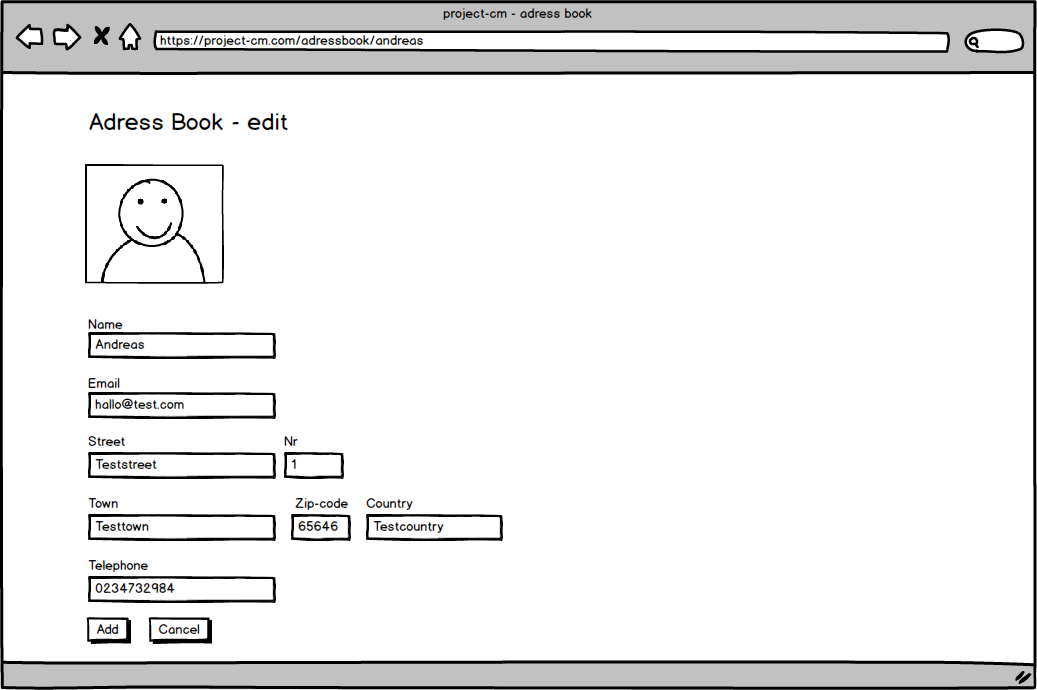 project-cm - adress book
https://project-cm.com/adressbook/andreas
Adress Book - edit
Name
Andreas
Email
hallo@test.com
Street Nr
Teststreet 1
Town Zip-code Country
Testtown 65646 Testcountry
Telephone
0234732984
Add Cancel